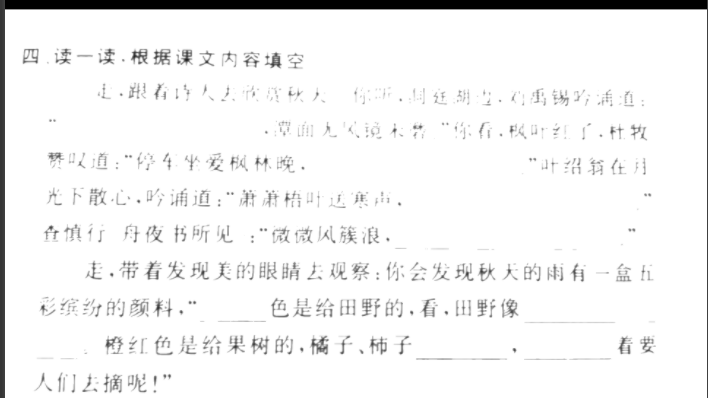 四.读一读,根据课文内容填空
走,跟着诗人去欣赏秋天 你听,洞庭湖边,刘禹锡吟诵道:
" ,潭面无风镜未磨 "你看,枫叶红了,杜牧
赞叹道:"停车坐爱枫林晚, "叶绍翁在月
光下散心,吟诵道:"萧萧梧叶送寒声, "
查慎行 舟夜书所见 :"微微风簇浪, "
走,带着发现美的眼睛去观察:你会发现秋天的雨有一盒五
彩缤纷的颜料,"______色是给田野的,看,田野像________
____. 橙红色是给果树的,橘子、柿子________,________着要
人们去摘呢!"